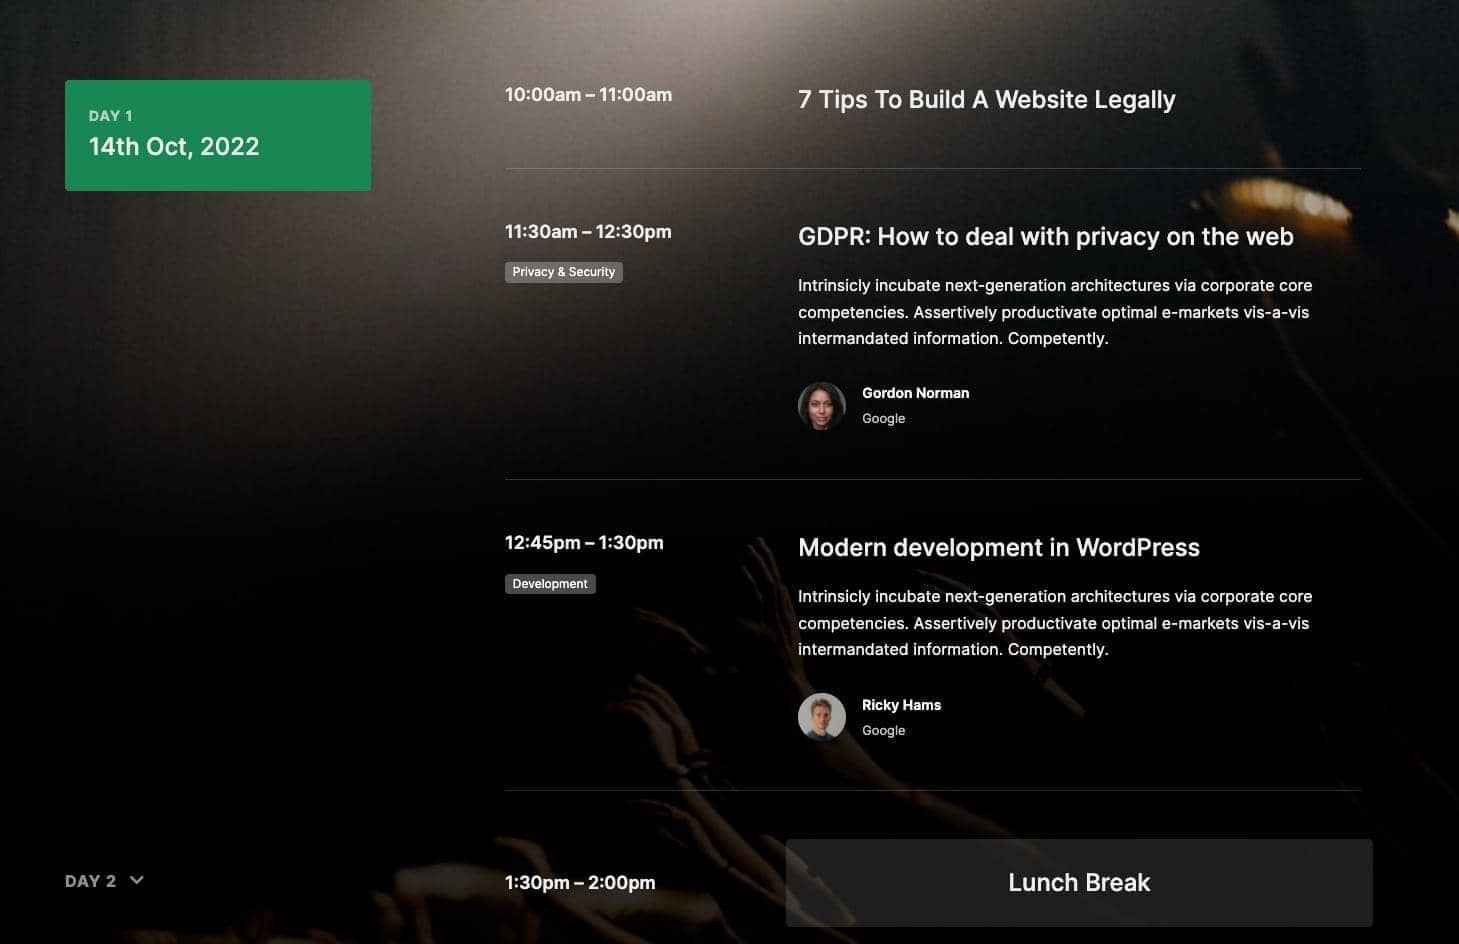 DAY 1
14th Oct, 2022
10:00am – 11:00am
7 Tips To Build A Website Legally
11:30am – 12:30pm
Privacy & Security
GDPR: How to deal with privacy on the web
Intrinsicly incubate next-generation architectures via corporate core
competencies. Assertively productivate optimal e-markets vis-a-vis
intermandated information. Competently.
Gordon Norman
Google
12:45pm – 1:30pm
Development
Modern development in WordPress
Intrinsicly incubate next-generation architectures via corporate core
competencies. Assertively productivate optimal e-markets vis-a-vis
intermandated information. Competently.
Ricky Hams
Google
DAY 2
1:30pm – 2:00pm
Lunch Break